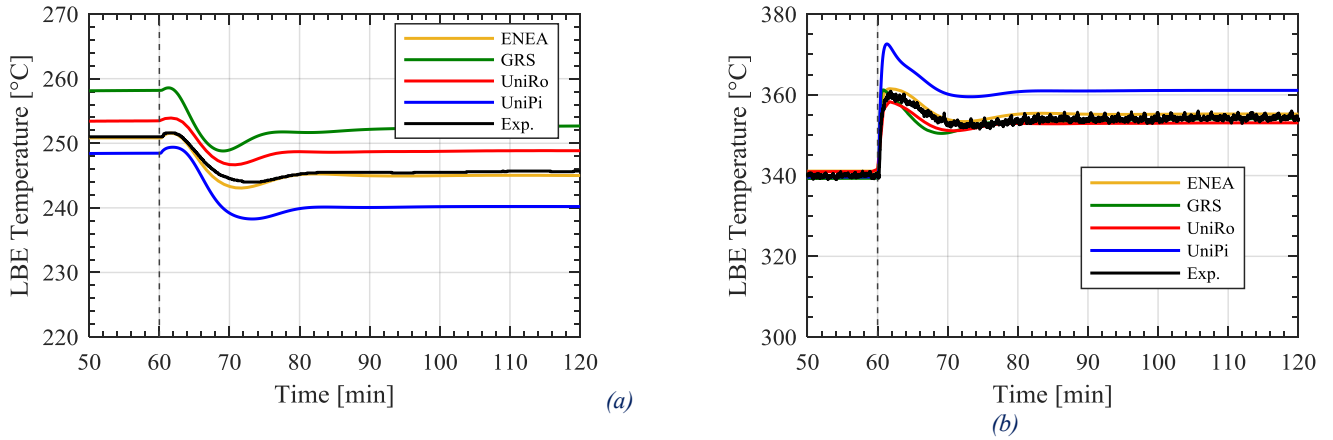 270
260
250
240
230
220
LBE Temperature [°C]
50 60 70 80 90 100 110 120
Time [min]
ENEA
GRS
UniRo
UniPi
Exp.
(a)
380
360
340
320
300
LBE Temperature [°C]
50 60 70 80 90 100 110 120
Time [min]
ENEA
GRS
UniRo
UniPi
Exp.
(b)